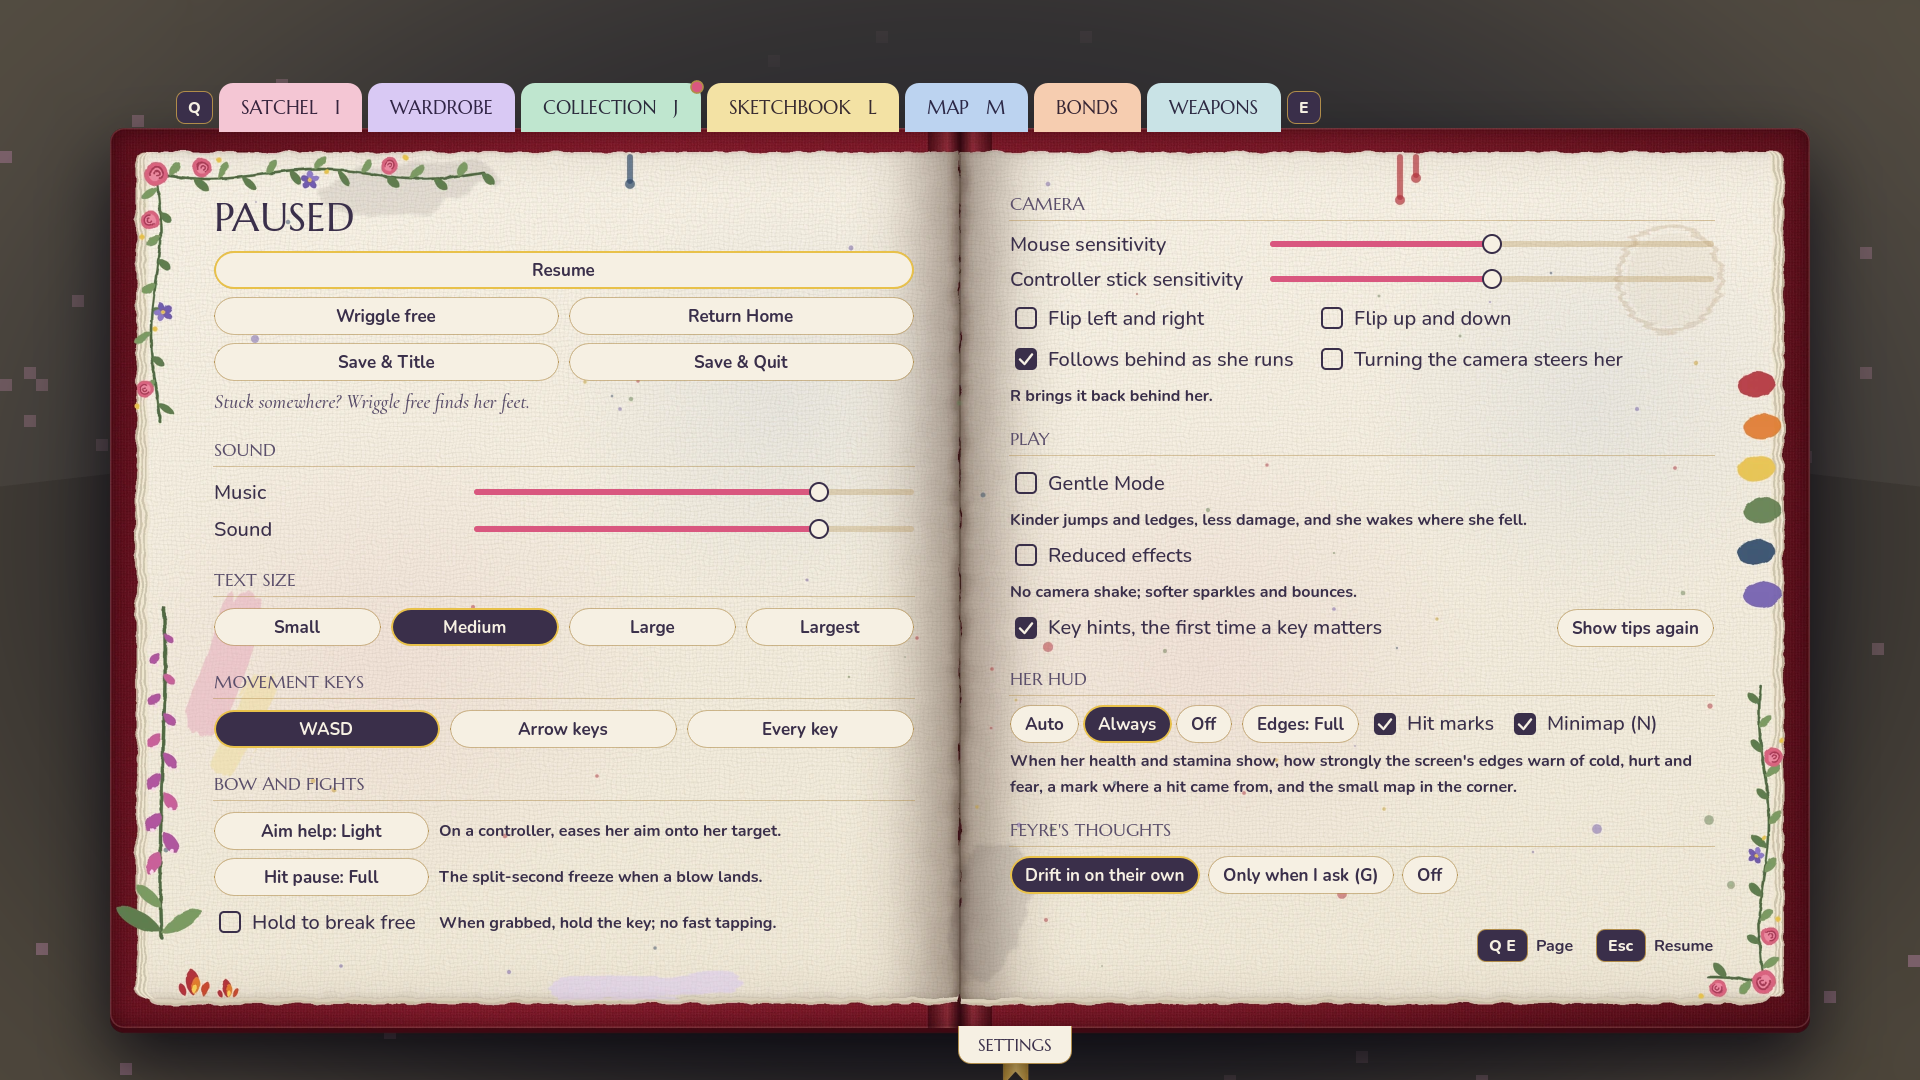 Q SATCHEL I WARDROBE COLLECTION J SKETCHBOOK L MAP M BONDS WEAPONS E
PAUSED
Resume
Wriggle free Return Home
Save & Title Save & Quit
Stuck somewhere? Wriggle free finds her feet.
SOUND
Music
Sound
TEXT SIZE
Small Medium Large Largest
MOVEMENT KEYS
WASD Arrow keys Every key
BOW AND FIGHTS
Aim help: Light On a controller, eases her aim onto her target.
Hit pause: Full The split-second freeze when a blow lands.
Hold to break free When grabbed, hold the key; no fast tapping.
CAMERA
Mouse sensitivity
Controller stick sensitivity
Flip left and right Flip up and down
Follows behind as she runs Turning the camera steers her
R brings it back behind her.
PLAY
Gentle Mode
Kinder jumps and ledges, less damage, and she wakes where she fell.
Reduced effects
No camera shake; softer sparkles and bounces.
Key hints, the first time a key matters Show tips again
HER HUD
Auto Always Off Edges: Full Hit marks Minimap (N)
When her health and stamina show, how strongly the screen's edges warn of cold, hurt and
fear, a mark where a hit came from, and the small map in the corner.
FEYRE'S THOUGHTS
Drift in on their own Only when I ask (G) Off
Q E Page Esc Resume
SETTINGS